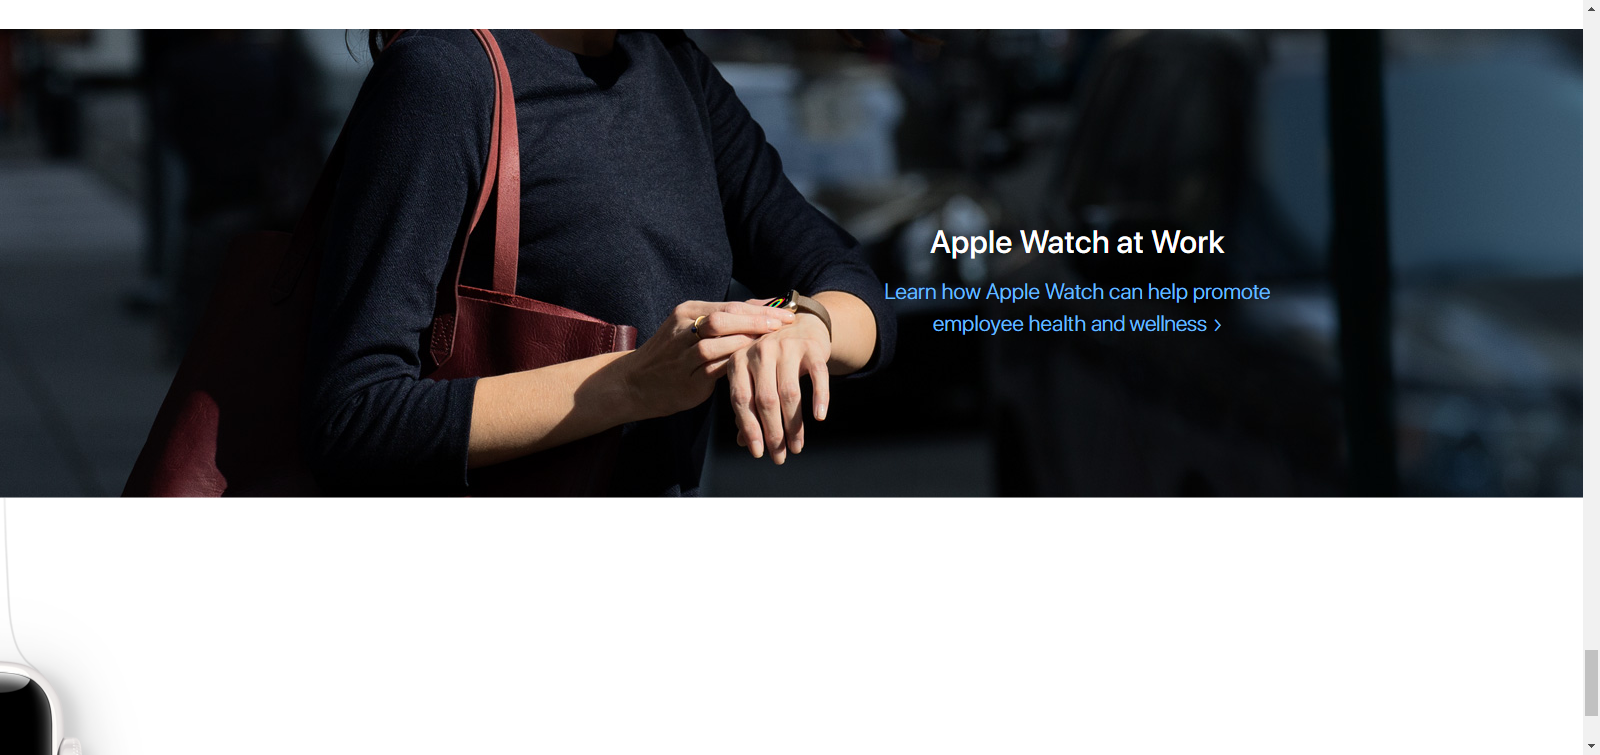 Apple Watch at Work
Learn how Apple Watch can help promote
employee health and wellness >